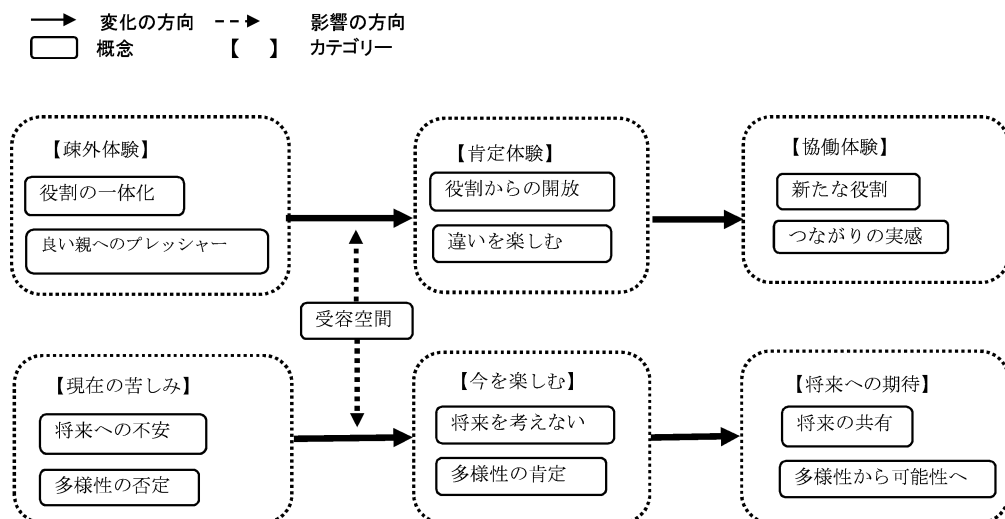 変化の方向 影響の方向
概念 【 】 カテゴリー
【疎外体験】
役割の一体化
良い親へのプレッシャー
【肯定体験】
役割からの開放
違いを楽しむ
【協働体験】
新たな役割
つながりの実感
受容空間
【現在の苦しみ】
将来への不安
多様性の否定
【今を楽しむ】
将来を考えない
多様性の肯定
【将来への期待】
将来の共有
多様性から可能性へ